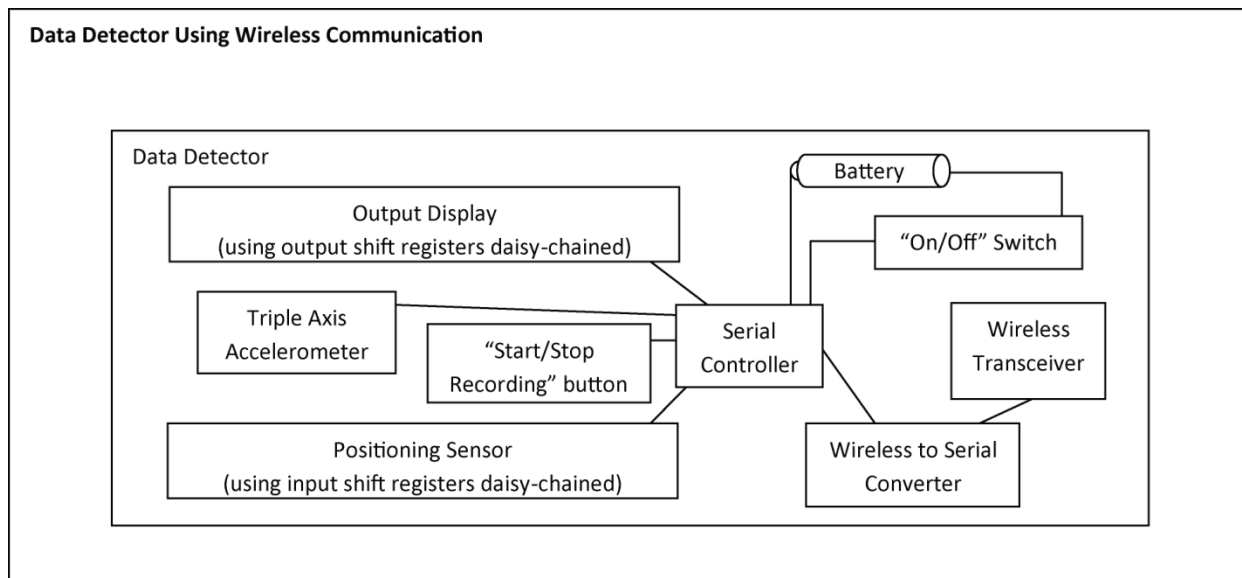 Data Detector Using Wireless Communication
Data Detector
Battery
Output Display
(using output shift registers daisy-chained)
“On/Off” Switch
Triple Axis
Accelerometer
“Start/Stop
Recording” button
Serial
Controller
Wireless
Transceiver
Positioning Sensor
(using input shift registers daisy-chained)
Wireless to Serial
Converter